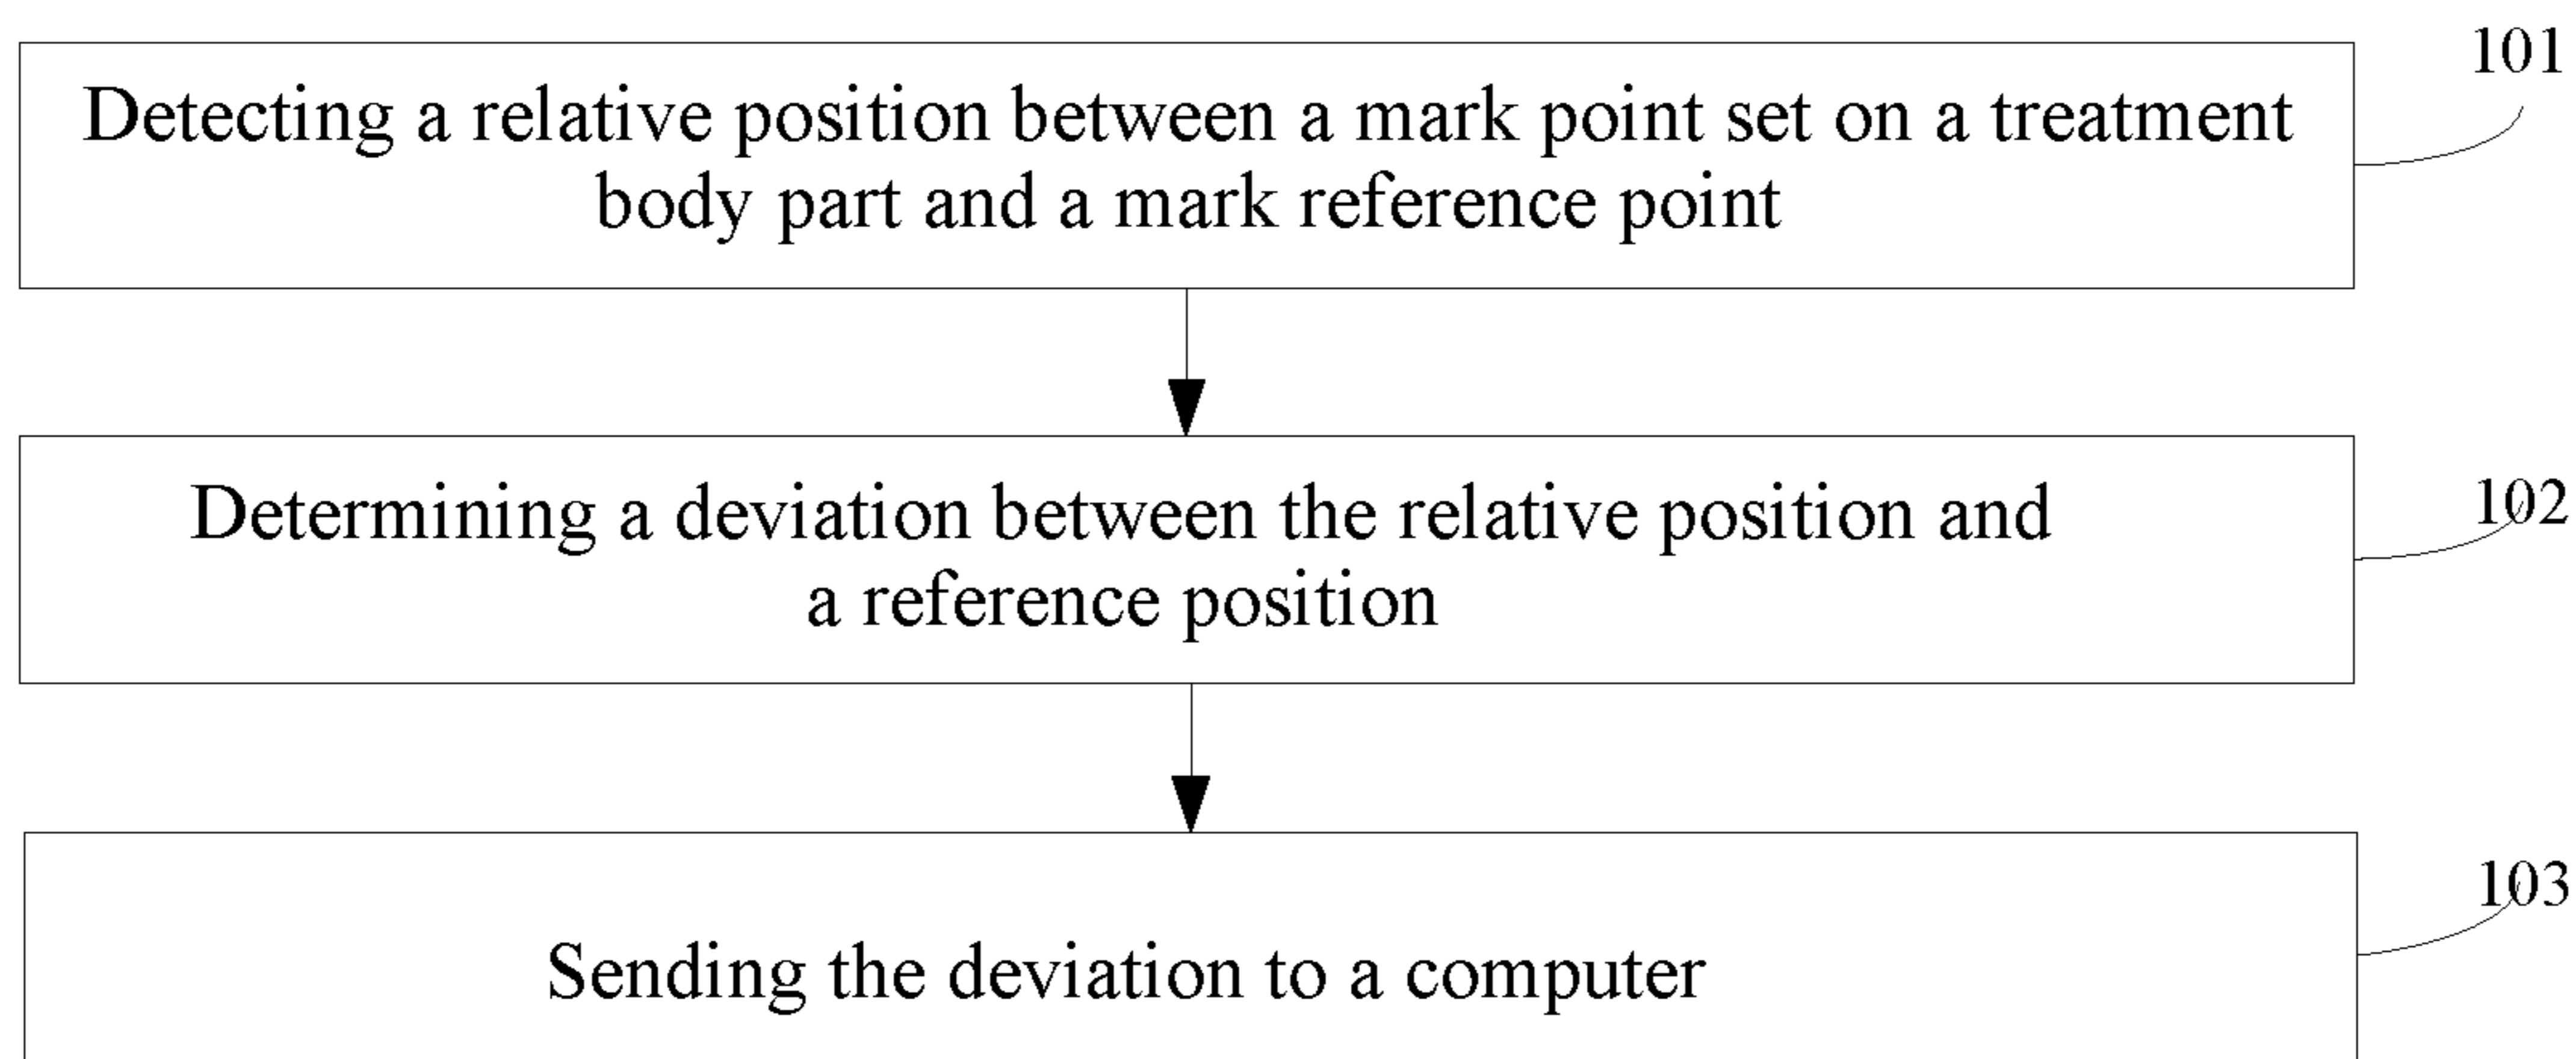 101
Detecting a relative position between a mark point set on a treatment
body part and a mark reference point
102
Determining a deviation between the relative position and
a reference position
103
Sending the deviation to a computer